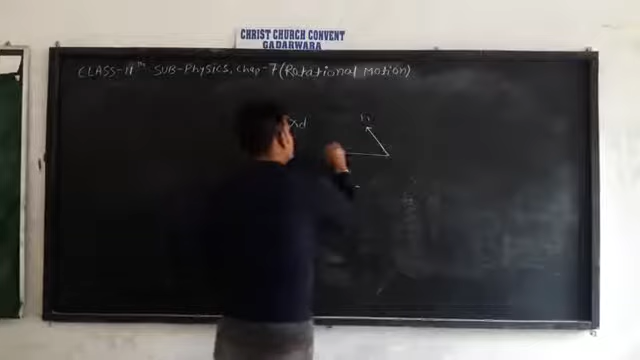 CHRIST CHURCH CONVENT
GADARWARA
CLASS-11th SUB-Physics, Chap-7 (Rotational Motion)